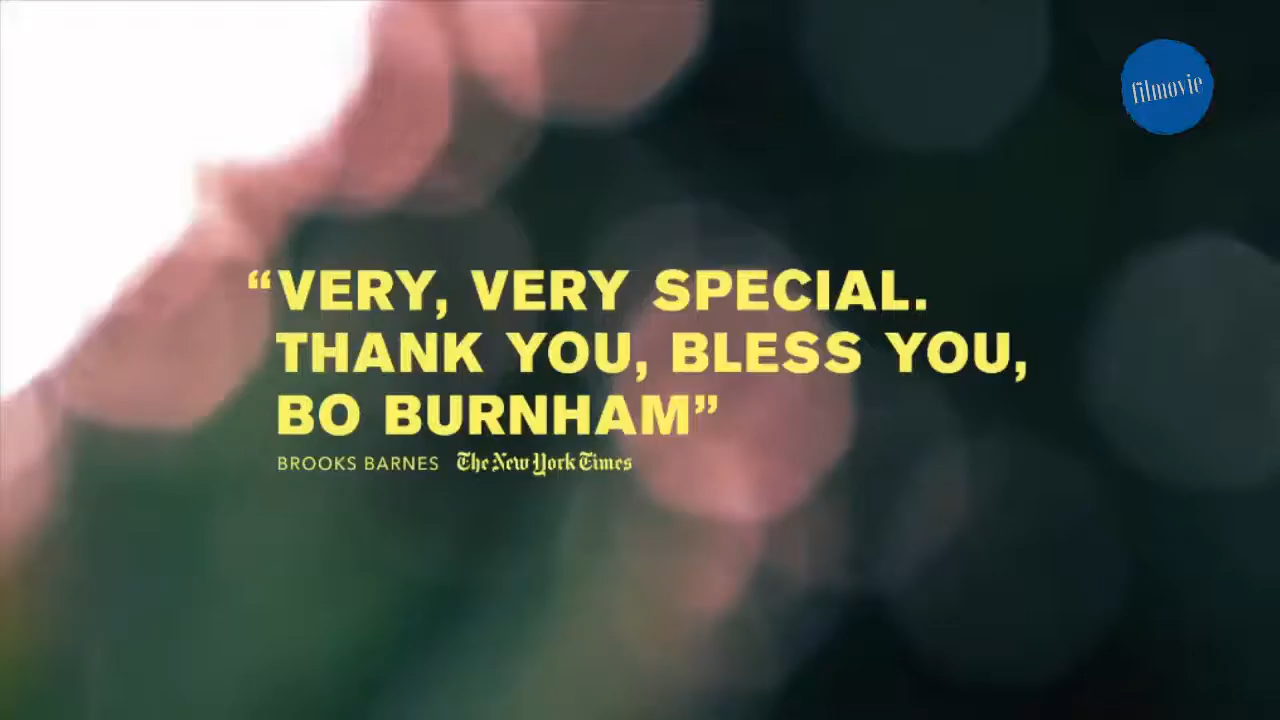 filmovie
“VERY, VERY SPECIAL.
THANK YOU, BLESS YOU,
BO BURNHAM”
BROOKS BARNES The New York Times